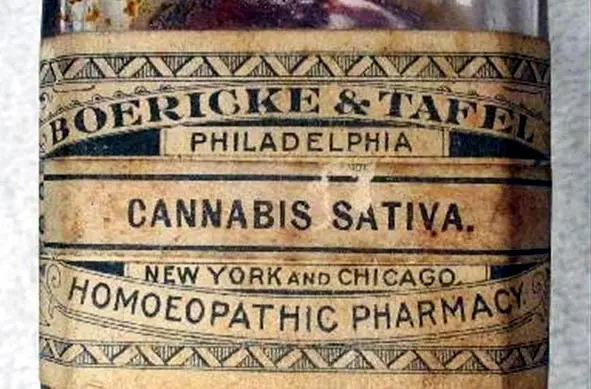 BOERICKE & TAFEL
PHILADELPHIA
CANNABIS SATIVA.
NEW YORK AND CHICAGO
HOMOEOPATHIC PHARMACY